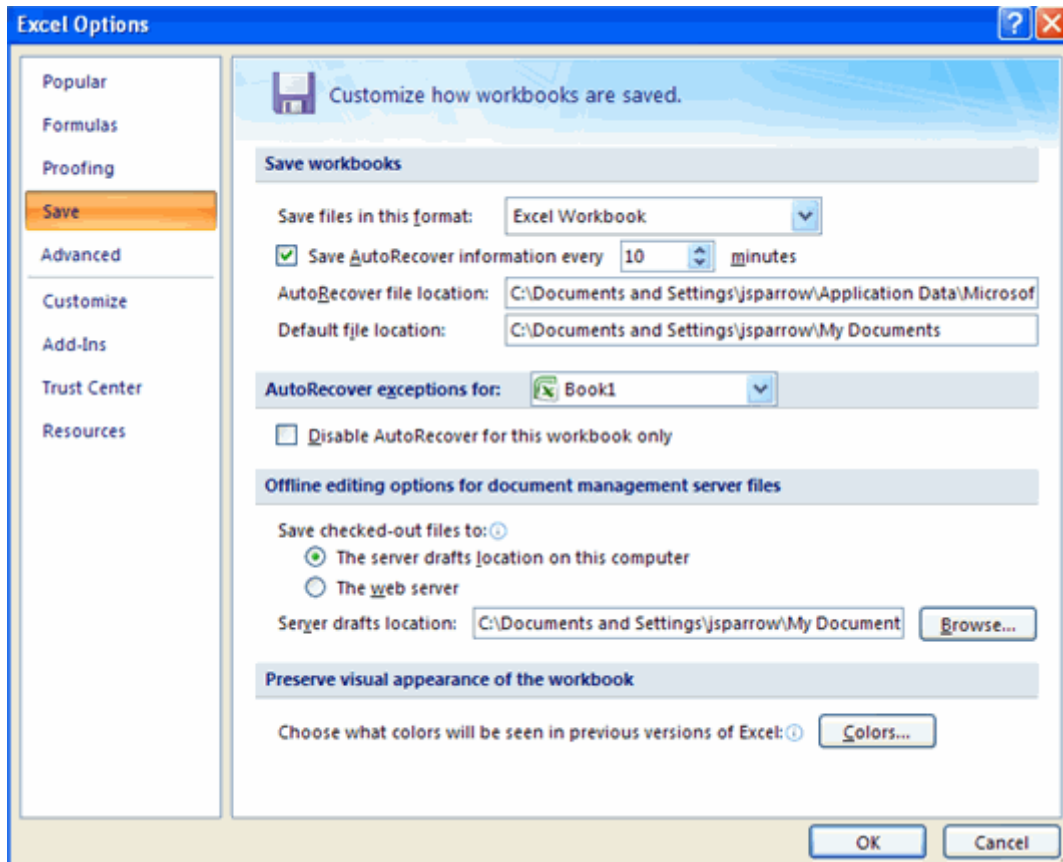 Excel Options
Popular
Formulas
Proofing
Save
Advanced
Customize
Add-Ins
Trust Center
Resources
Customize how workbooks are saved.
Save workbooks
Save files in this format: Excel Workbook
Save AutoRecover information every 10 minutes
AutoRecover file location: C:\Documents and Settings\jsparrow\Application Data\Microsof
Default file location: C:\Documents and Settings\jsparrow\My Documents
AutoRecover exceptions for: Book1
Disable AutoRecover for this workbook only
Offline editing options for document management server files
Save checked-out files to:
The server drafts location on this computer
The web server
Server drafts location: C:\Documents and Settings\jsparrow\My Document Browse...
Preserve visual appearance of the workbook
Choose what colors will be seen in previous versions of Excel: Colors...
OK Cancel